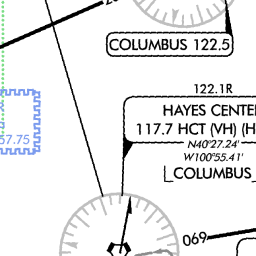 COLUMBUS 122.5
122.1R
HAYES CENTE
117.7 HCT (VH) (H
N40°27.24'
W100°55.41'
COLUMBUS
57.75
069